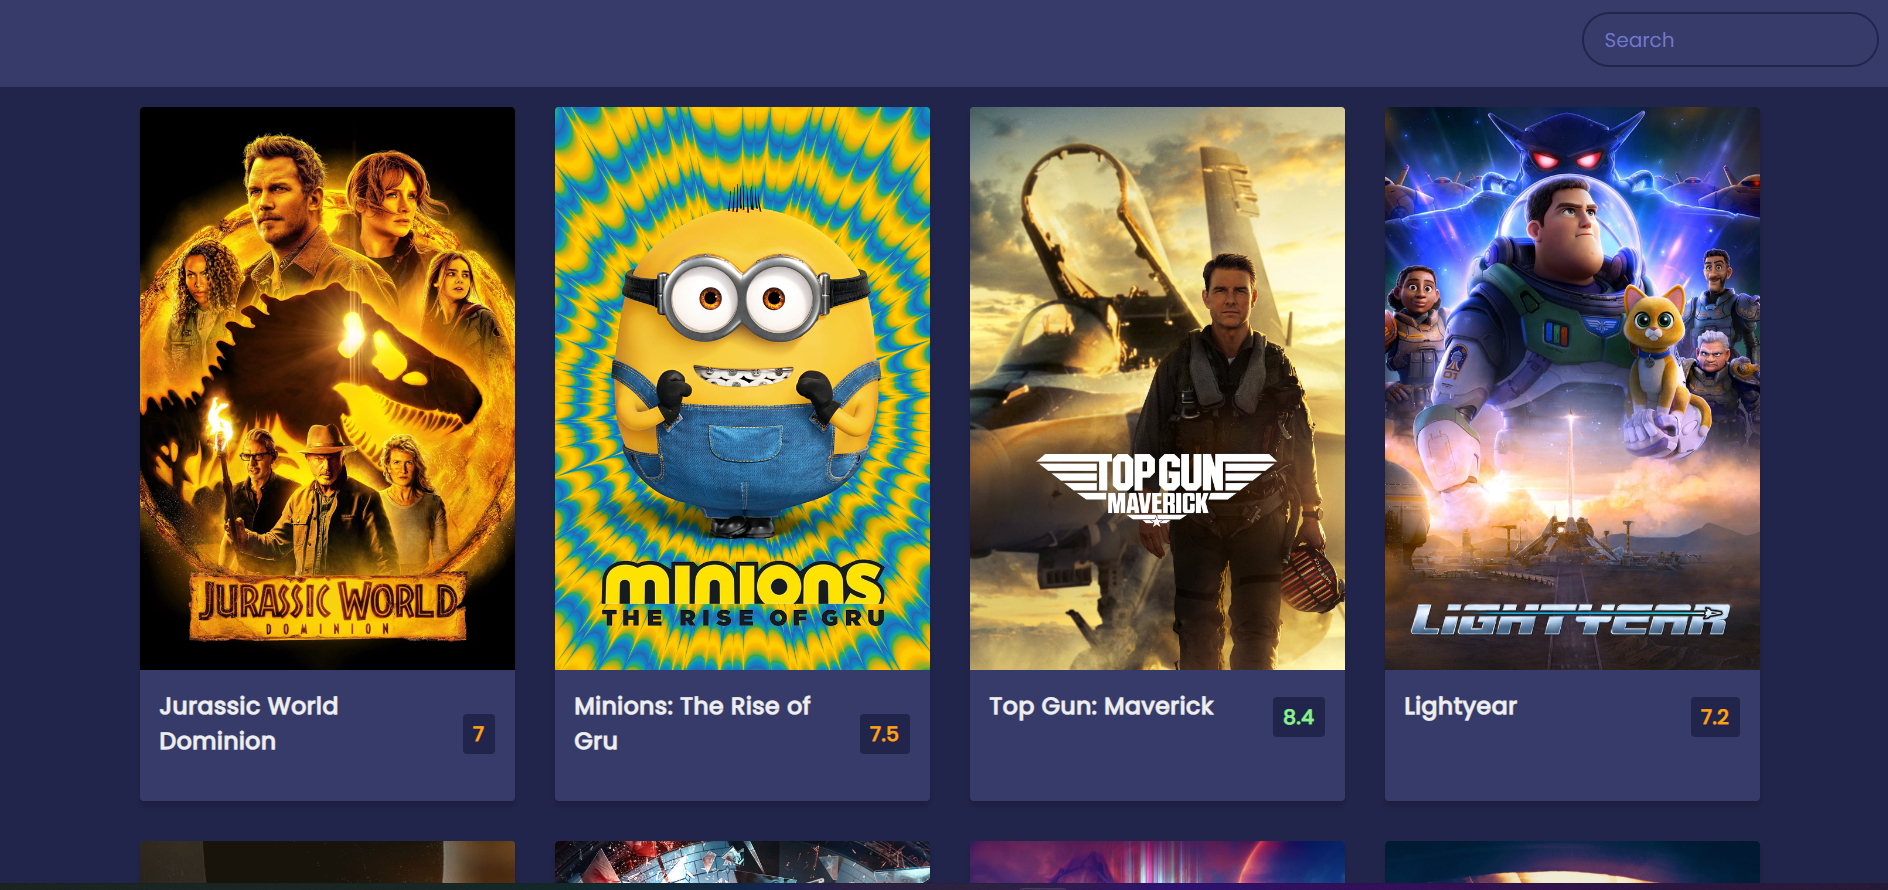 Search
JURASSIC WORLD
DOMINION
minions
THE RISE OF GRU
TOP GUN
MAVERICK
01
LIGHTYEAR
Jurassic World
Dominion
7
Minions: The Rise of
Gru
7.5
Top Gun: Maverick
8.4
Lightyear
7.2